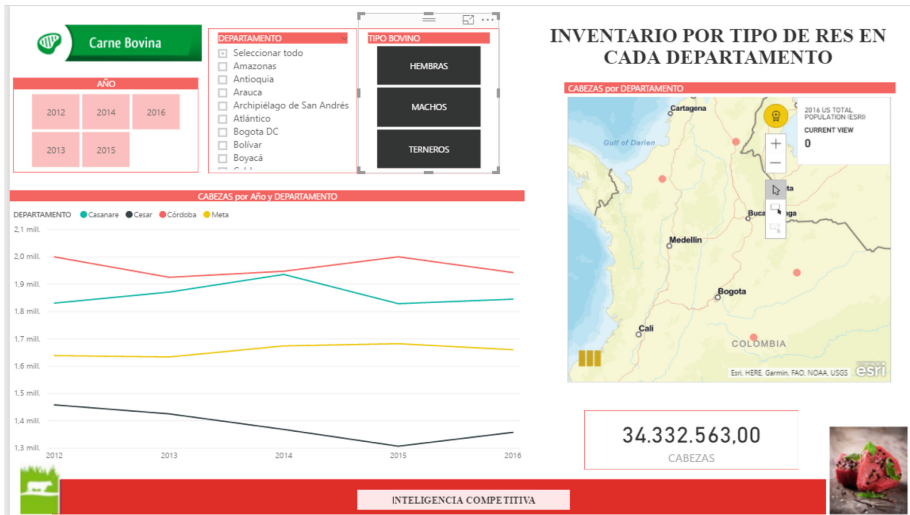 Carne Bovina
AÑO
2012 2014 2016
2013 2015
DEPARTAMENTO
Seleccionar todo
Amazonas
Antioquia
Arauca
Archipiélago de San Andrés
Atlántico
Bogota DC
Bolívar
Boyacá
TIPO BOVINO
HEMBRAS
MACHOS
TERNEROS
INVENTARIO POR TIPO DE RES EN
CADA DEPARTAMENTO
CABEZAS por DEPARTAMENTO
2016 US TOTAL
POPULATION (ESRI)
CURRENT VIEW
0
Cartagena
Gulf of Darien
Medellin
Bogota
Cali
COLOMBIA
Esri, HERE, Garmin, FAO, NOAA, USGS
esri
CABEZAS por Año y DEPARTAMENTO
DEPARTAMENTO Casanare Cesar Córdoba Meta
2,1 mill.
2,0 mill.
1,9 mill.
1,8 mill.
1,7 mill.
1,6 mill.
1,5 mill.
1,4 mill.
1,3 mill.
2012 2013 2014 2015 2016
34.332.563,00
CABEZAS
INTELIGENCIA COMPETITIVA